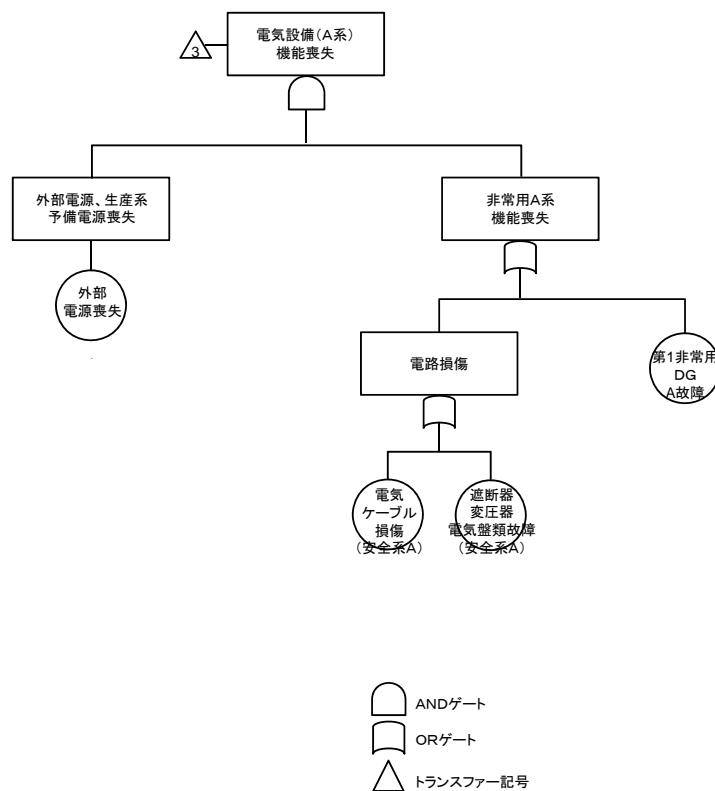 電気設備（A系）
機能喪失
3
外部電源、生産系
予備電源喪失
非常用A系
機能喪失
外部
電源喪失
電路損傷
第1非常用
DG
A故障
電気
ケーブル
損傷
（安全系A）
遮断器
変圧器
電気盤類故障
（安全系A）
ANDゲート
ORゲート
トランスファー記号